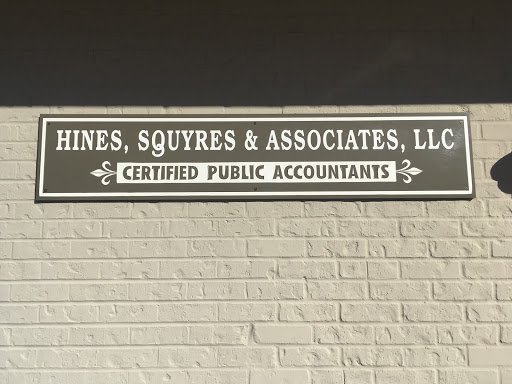 HINES, SQUYRES & ASSOCIATES, LLC
CERTIFIED PUBLIC ACCOUNTANTS